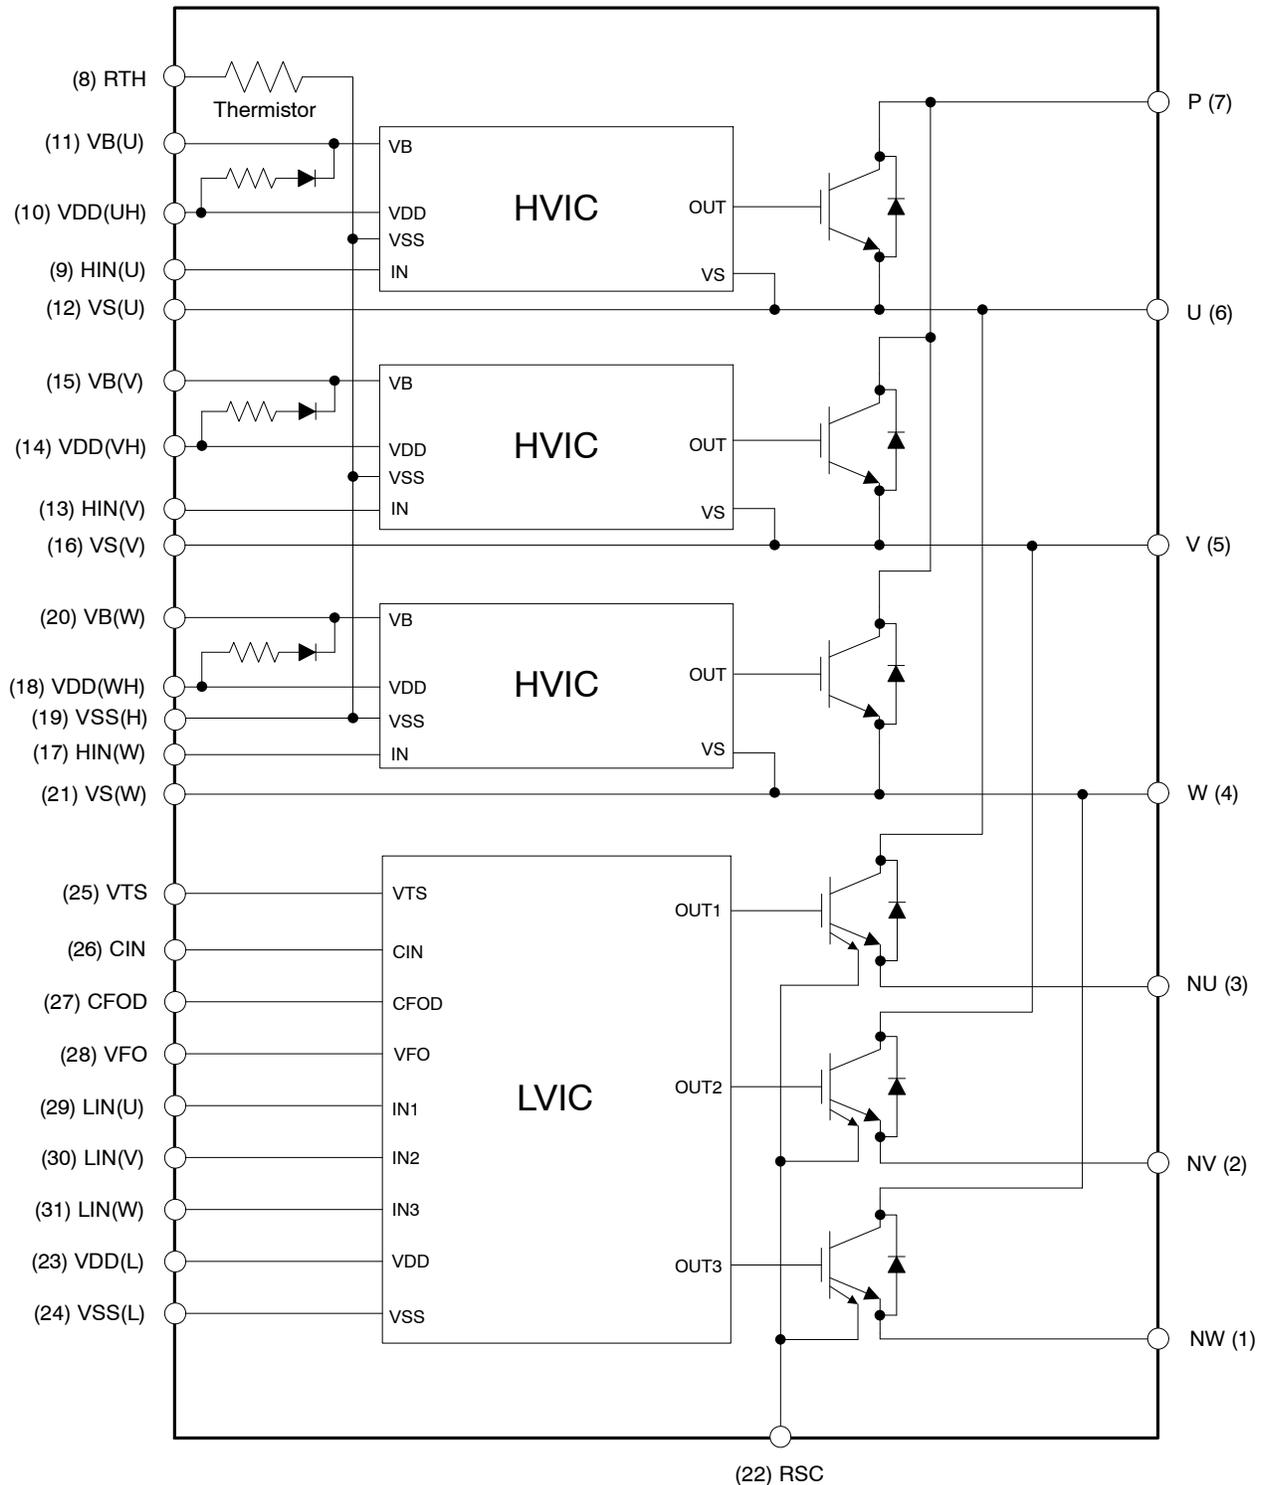 (8) RTH
Thermistor
P (7)
(11) VB(U)
VB
HVIC
(10) VDD(UH)
VDD
OUT
VSS
(9) HIN(U)
IN
VS
(12) VS(U)
U (6)
(15) VB(V)
VB
HVIC
(14) VDD(VH)
VDD
OUT
VSS
(13) HIN(V)
IN
VS
(16) VS(V)
V (5)
(20) VB(W)
VB
HVIC
OUT
(18) VDD(WH)
VDD
(19) VSS(H)
VSS
(17) HIN(W)
IN
VS
(21) VS(W)
W (4)
(25) VTS
VTS
OUT1
(26) CIN
CIN
NU (3)
(27) CFOD
CFOD
(28) VFO
VFO
LVIC
OUT2
(29) LIN(U)
IN1
(30) LIN(V)
IN2
NV (2)
(31) LIN(W)
IN3
(23) VDD(L)
VDD
OUT3
(24) VSS(L)
VSS
NW (1)
(22) RSC